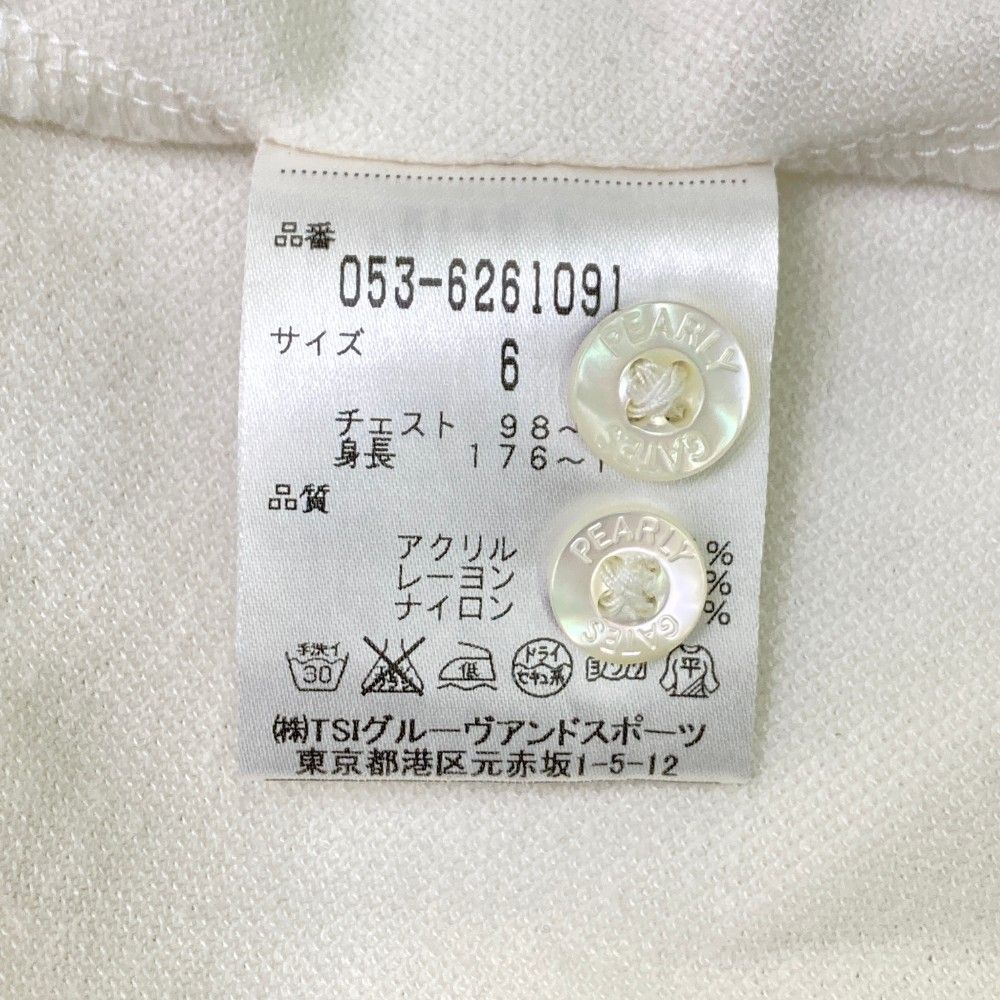 品番
053-6261091
サイズ 6
チェスト 98~
身長 176~
品質
アクリル %
レーヨン %
ナイロン %
手洗イ 30 低 ドライ セキユ系 平
(株)TSIグルーヴアンドスポーツ
東京都港区元赤坂1-5-12
PEARLY GATES
PEARLY GATES